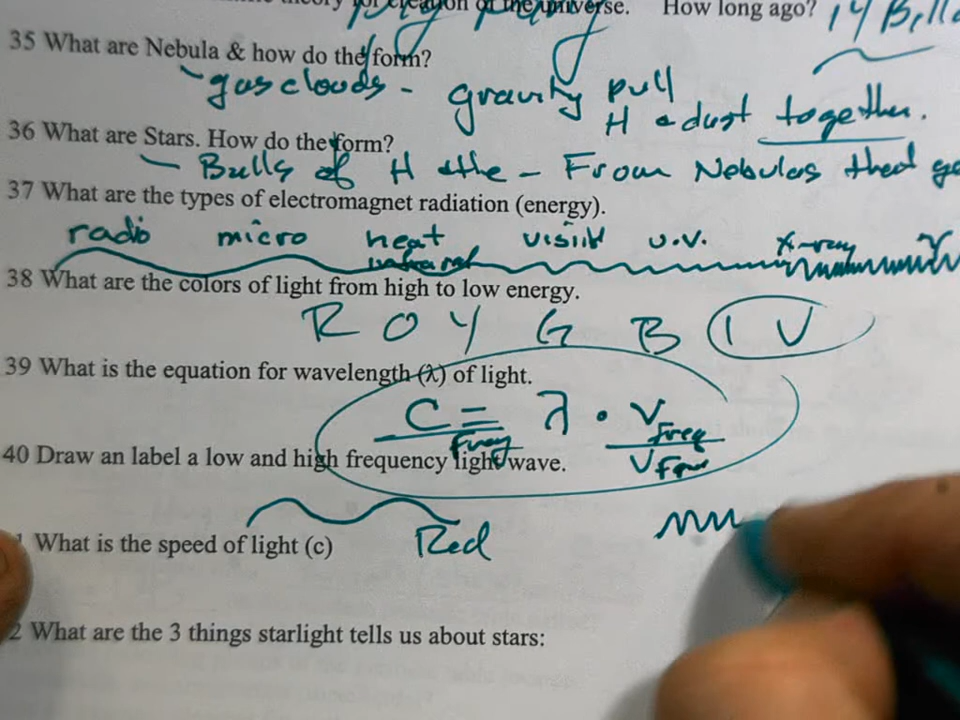 theory for creation of the universe. How long ago? 14 Billi
35 What are Nebula & how do they form?
~ gas clouds - gravity pull
H & dust together.
36 What are Stars. How do the form?
- Balls of H & He - From Nebulas that
37 What are the types of electromagnet radiation (energy).
radio micro heat visibl U.V. X-ray γ
infrared
38 What are the colors of light from high to low energy.
R O Y G B I V
39 What is the equation for wavelength (λ) of light.
C = λ • V Freq
Freq V Freq
40 Draw an label a low and high frequency light wave.
What is the speed of light (c) Red
2 What are the 3 things starlight tells us about stars: